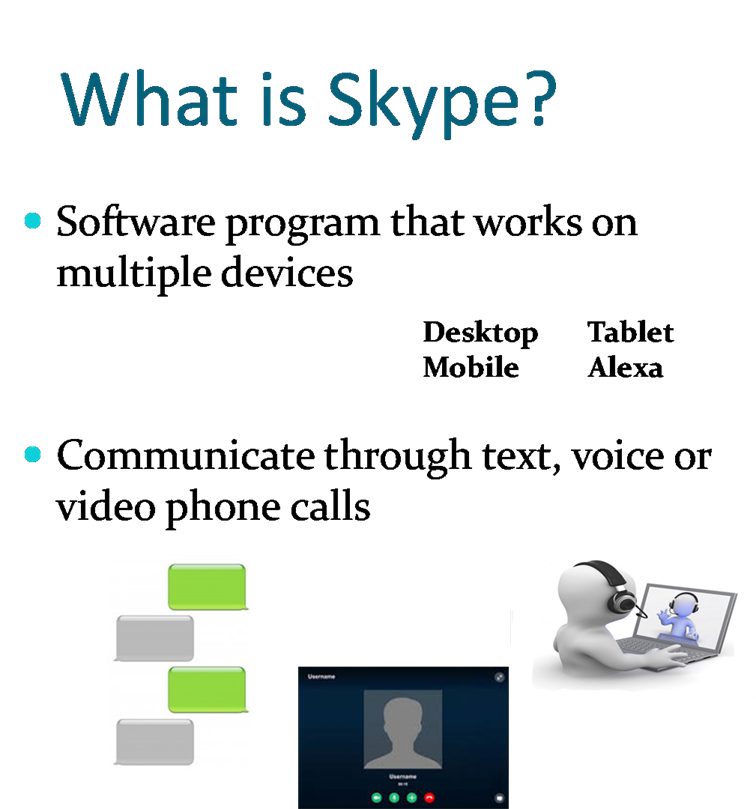 What is Skype?
Software program that works on
multiple devices
Desktop Tablet
Mobile Alexa
Communicate through text, voice or
video phone calls
Username
Username